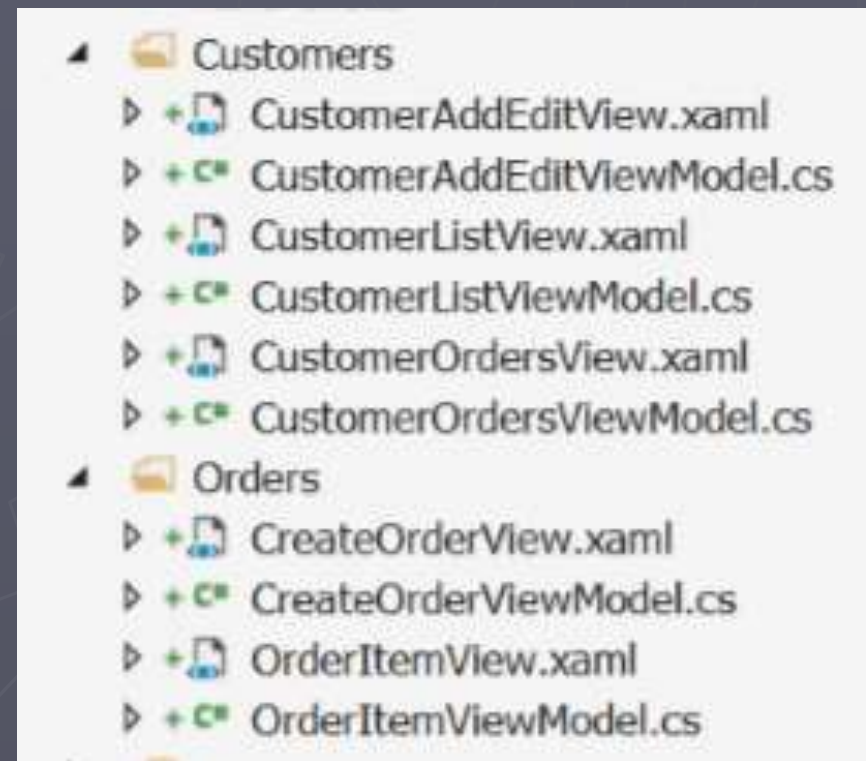 Customers
CustomerAddEditView.xaml
CustomerAddEditViewModel.cs
CustomerListView.xaml
CustomerListViewModel.cs
CustomerOrdersView.xaml
CustomerOrdersViewModel.cs
Orders
CreateOrderView.xaml
CreateOrderViewModel.cs
OrderItemView.xaml
OrderItemViewModel.cs